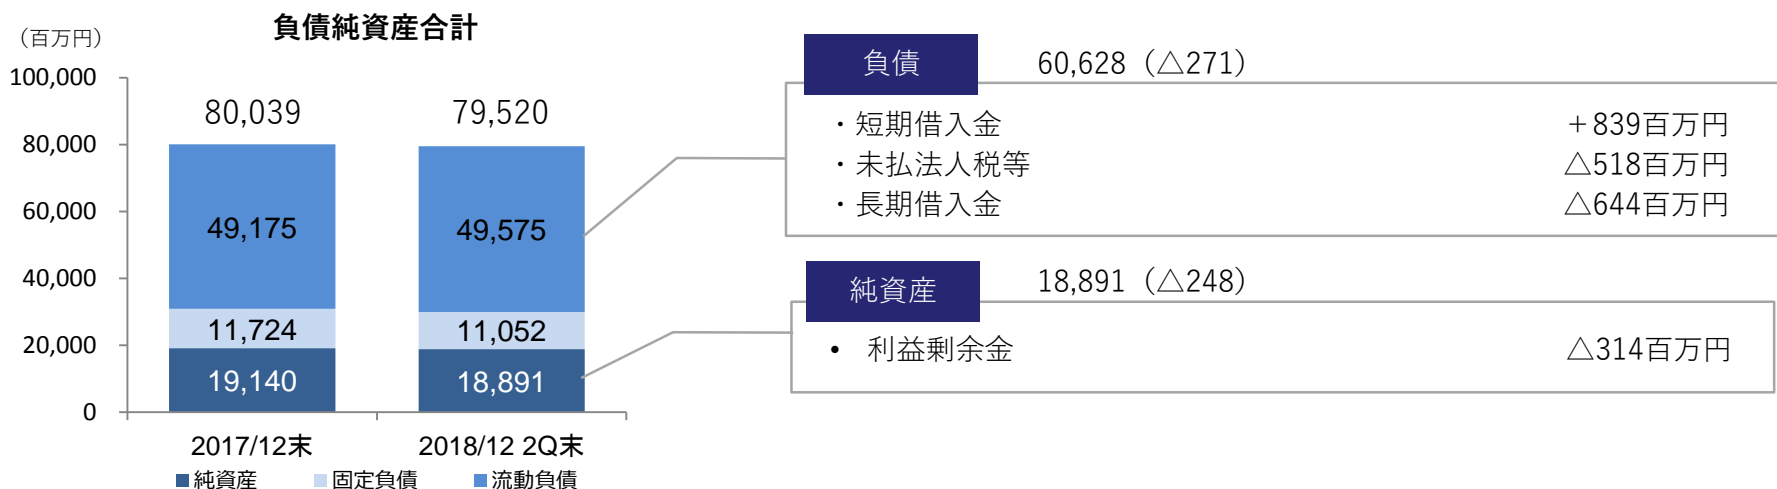 負債純資産合計
（百万円）
100,000
80,000
60,000
40,000
20,000
0
80,039
79,520
49,175
49,575
11,724
11,052
19,140
18,891
2017/12末
2018/12 2Q末
純資産 固定負債 流動負債
負債 60,628（△271）
・短期借入金 ＋839百万円
・未払法人税等 △518百万円
・長期借入金 △644百万円
純資産 18,891（△248）
• 利益剰余金 △314百万円